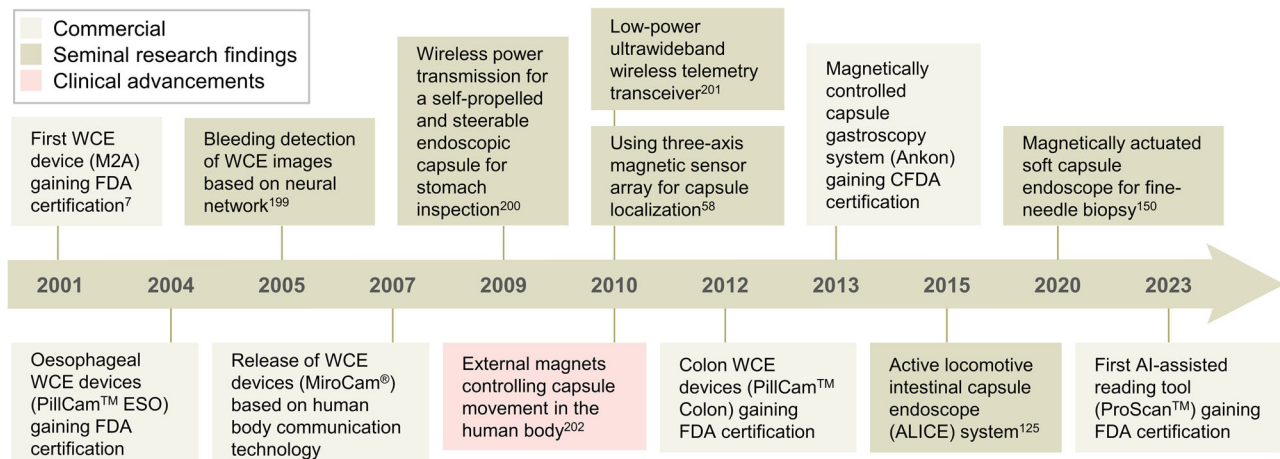 Commercial
Seminal research findings
Clinical advancements
First WCE
device (M2A)
gaining FDA
certification⁷
Bleeding detection
of WCE images
based on neural
network¹⁹⁹
Wireless power
transmission for
a self-propelled
and steerable
endoscopic
capsule for
stomach
inspection²⁰⁰
Low-power
ultrawideband
wireless telemetry
transceiver²⁰¹
Using three-axis
magnetic sensor
array for capsule
localization⁵⁸
Magnetically
controlled
capsule
gastroscopy
system (Ankon)
gaining CFDA
certification
Magnetically actuated
soft capsule
endoscope for fine-
needle biopsy¹⁵⁰
2001 2004 2005 2007 2009 2010 2012 2013 2015 2020 2023
Oesophageal
WCE devices
(PillCam™ ESO)
gaining FDA
certification
Release of WCE
devices (MiroCam®)
based on human
body communication
technology
External magnets
controlling capsule
movement in the
human body²⁰²
Colon WCE
devices (PillCam™
Colon) gaining
FDA certification
Active locomotive
intestinal capsule
endoscope
(ALICE) system¹²⁵
First AI-assisted
reading tool
(ProScan™) gaining
FDA certification